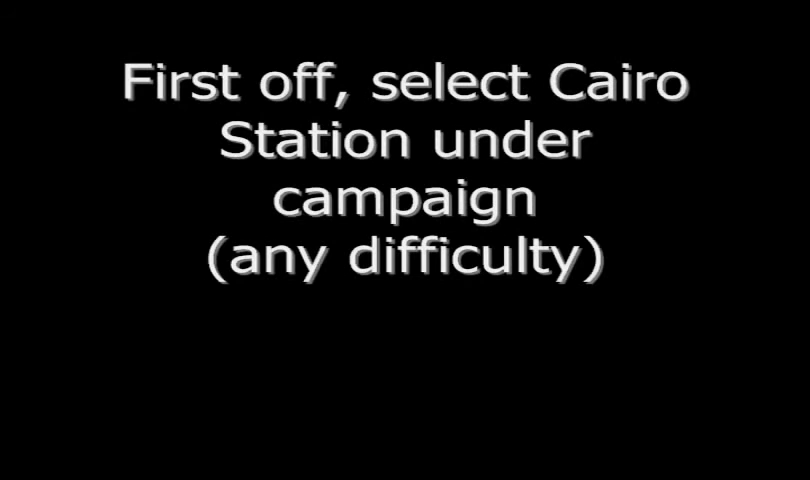 First off, select Cairo
Station under
campaign
(any difficulty)